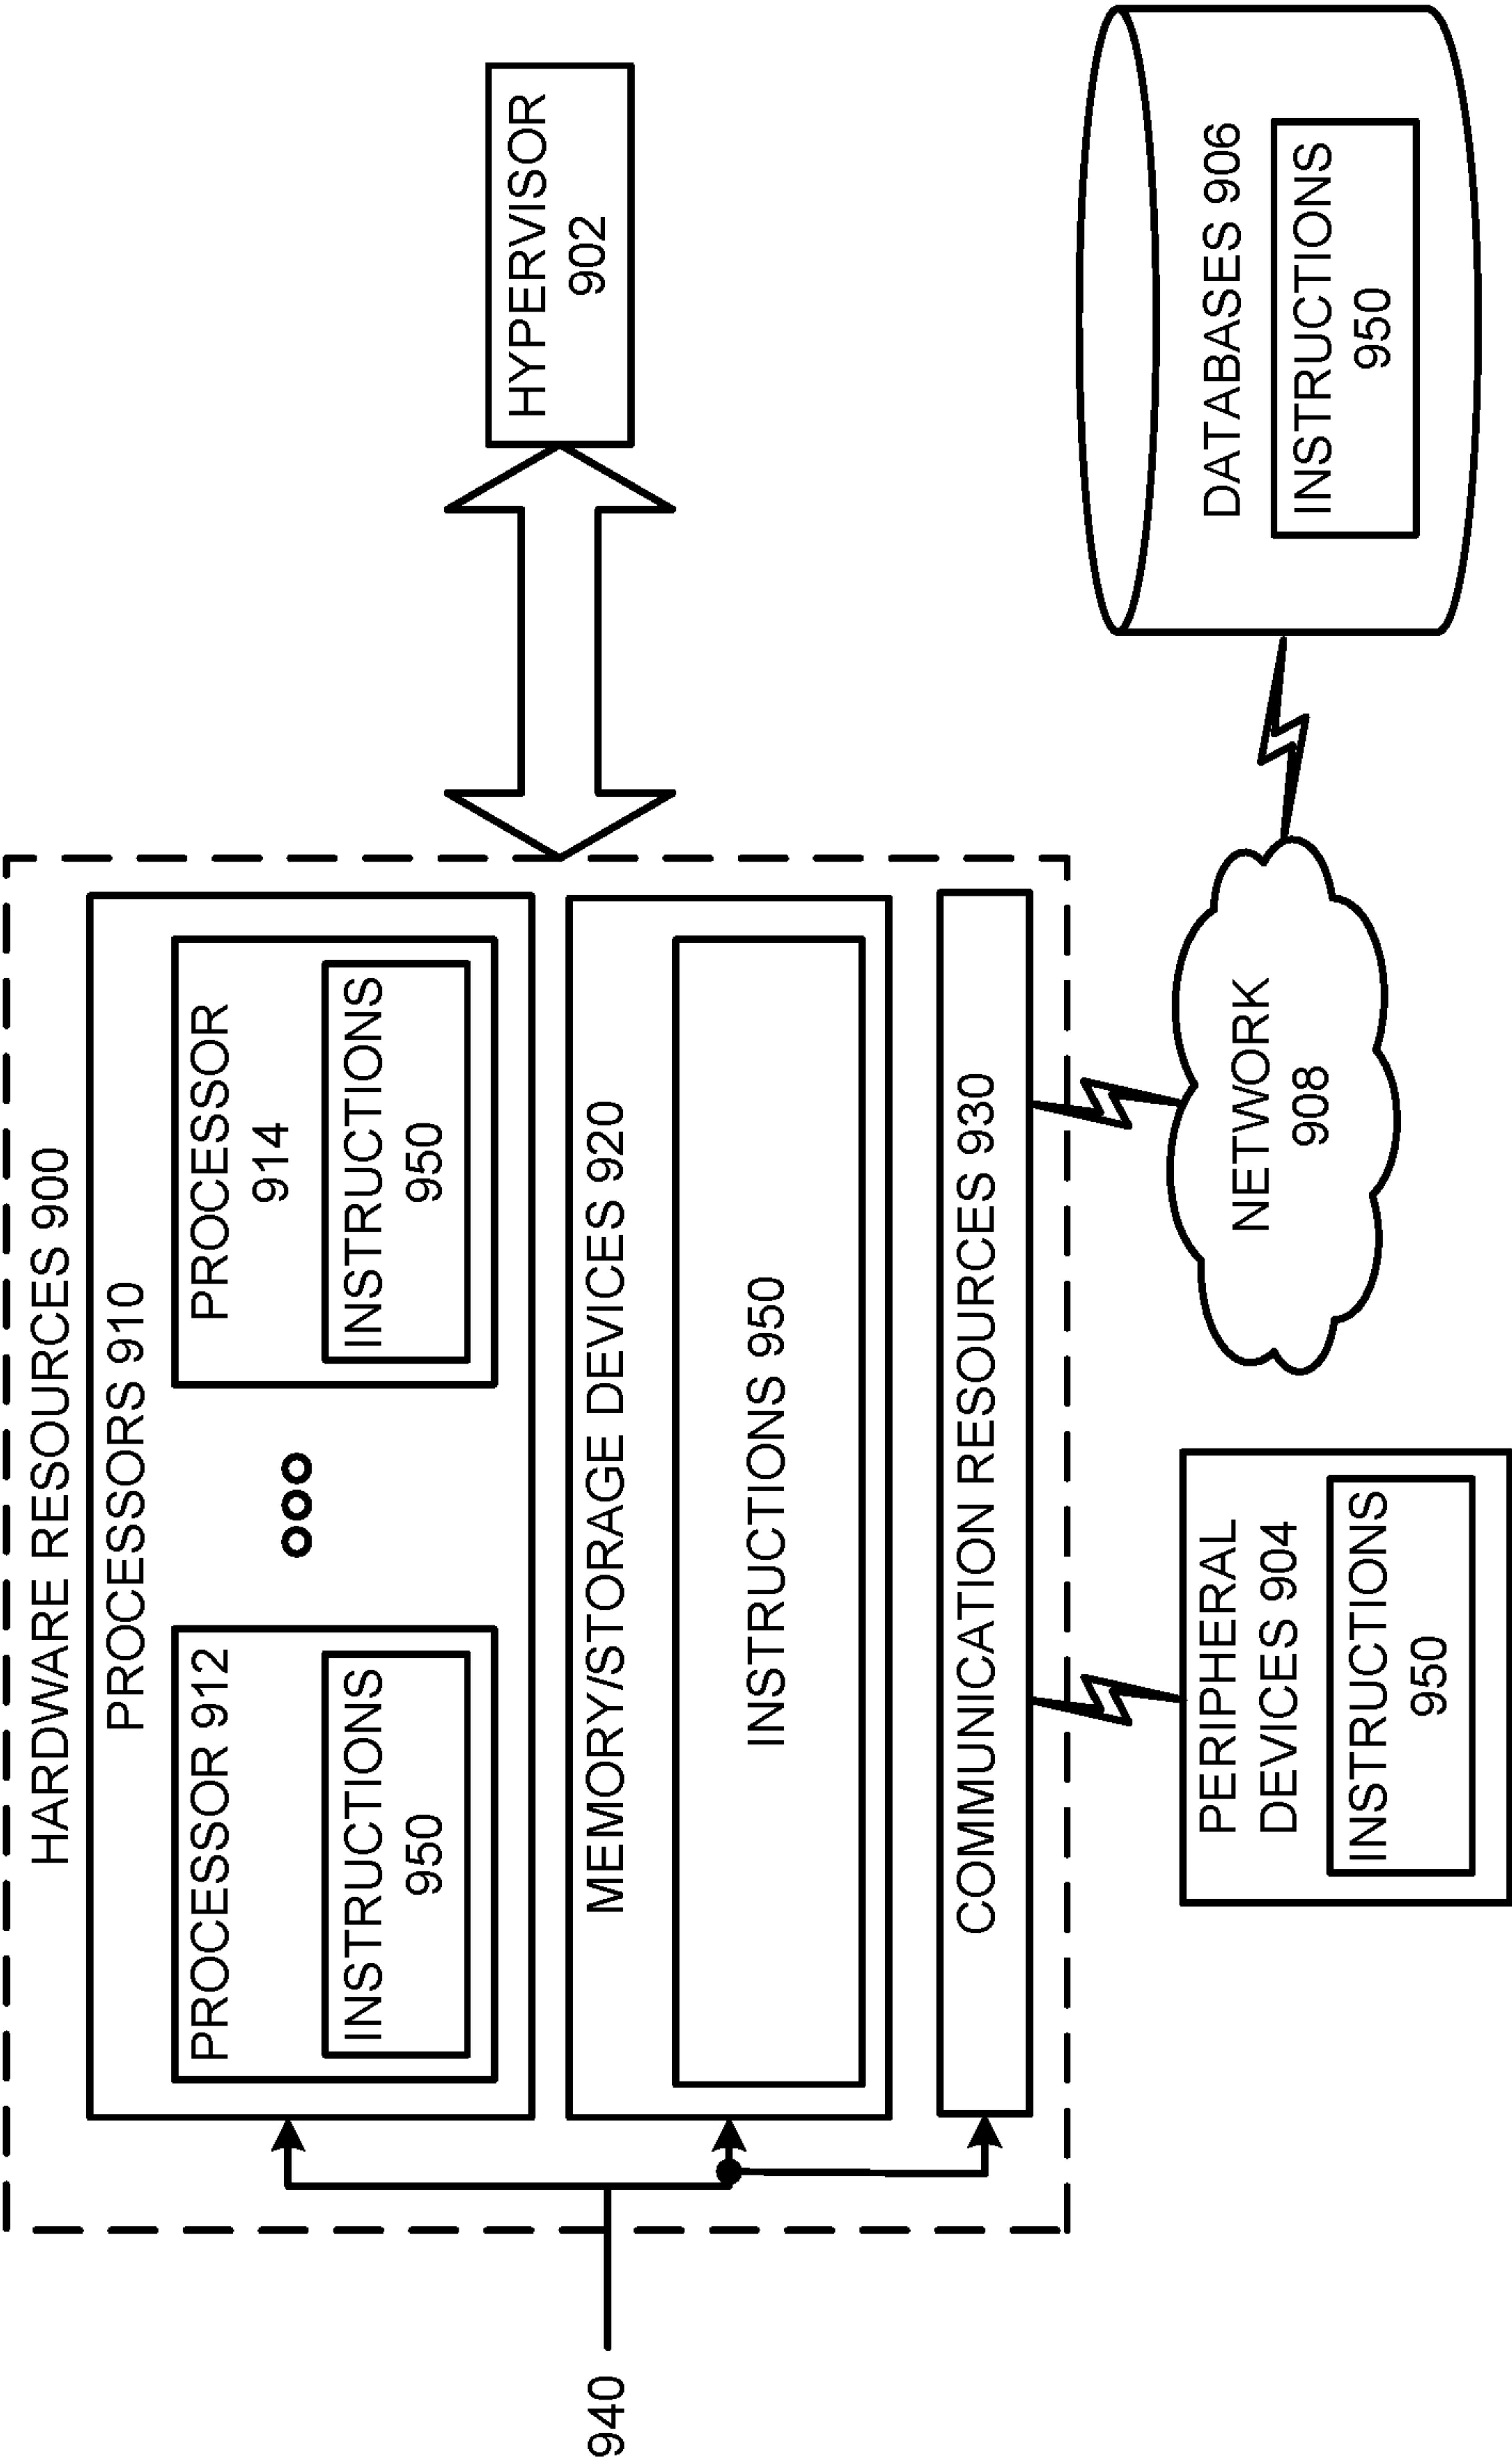 HARDWARE RESOURCES 900
PROCESSORS 910
PROCESSOR 912
INSTRUCTIONS
950
PROCESSOR
914
INSTRUCTIONS
950
MEMORY/STORAGE DEVICES 920
INSTRUCTIONS 950
COMMUNICATION RESOURCES 930
940
HYPERVISOR
902
PERIPHERAL
DEVICES 904
INSTRUCTIONS
950
NETWORK
908
DATABASES 906
INSTRUCTIONS
950